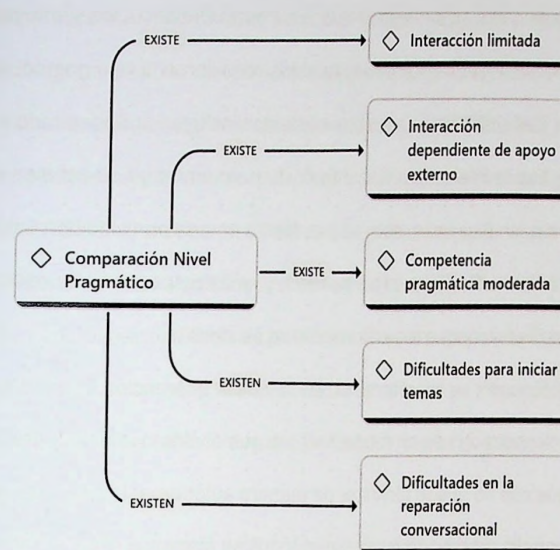 EXISTE
Interacción limitada
EXISTE
Interacción
dependiente de apoyo
externo
Comparación Nivel
Pragmático
EXISTE
Competencia
pragmática moderada
EXISTEN
Dificultades para iniciar
temas
EXISTEN
Dificultades en la
reparación
conversacional